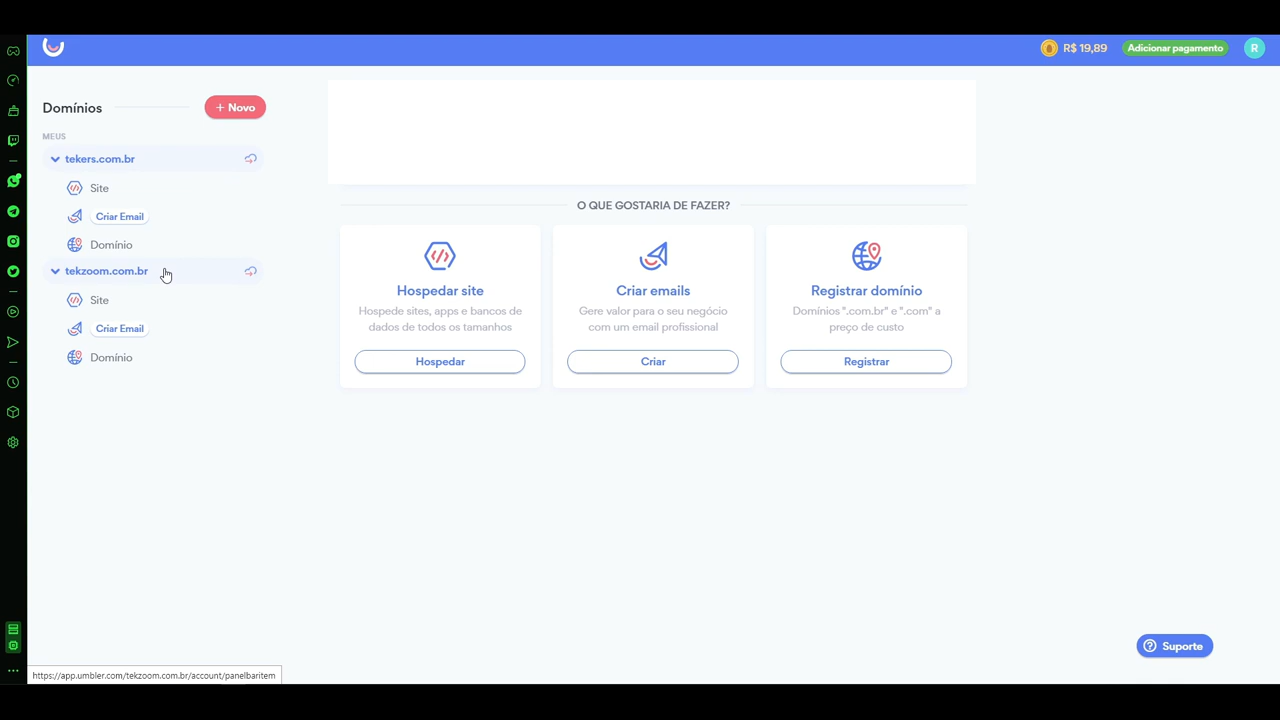 R$ 19,89
Adicionar pagamento
R
Domínios
+ Novo
MEUS
tekers.com.br
Site
Criar Email
Domínio
tekzoom.com.br
Site
Criar Email
Domínio
O QUE GOSTARIA DE FAZER?
Hospedar site
Hospede sites, apps e bancos de
dados de todos os tamanhos
Hospedar
Criar emails
Gere valor para o seu negócio
com um email profissional
Criar
Registrar domínio
Domínios ".com.br" e ".com" a
preço de custo
Registrar
Suporte
https://app.umbler.com/tekzoom.com.br/account/panelbaritem